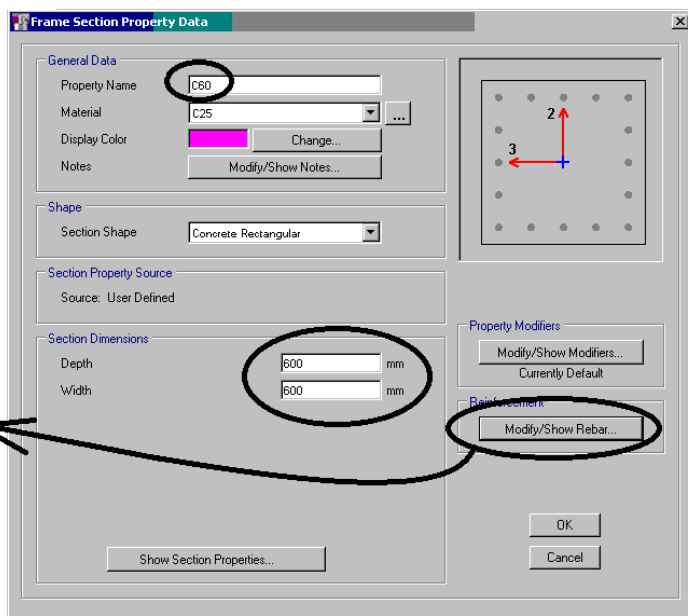 Frame Section Property Data
General Data
Property Name C60
Material C25 ...
Display Color Change...
Notes Modify/Show Notes...
2
3
Shape
Section Shape Concrete Rectangular
Section Property Source
Source: User Defined
Section Dimensions
Depth 600 mm
Width 600 mm
Property Modifiers
Modify/Show Modifiers...
Currently Default
Reinforcement
Modify/Show Rebar...
Show Section Properties...
OK
Cancel